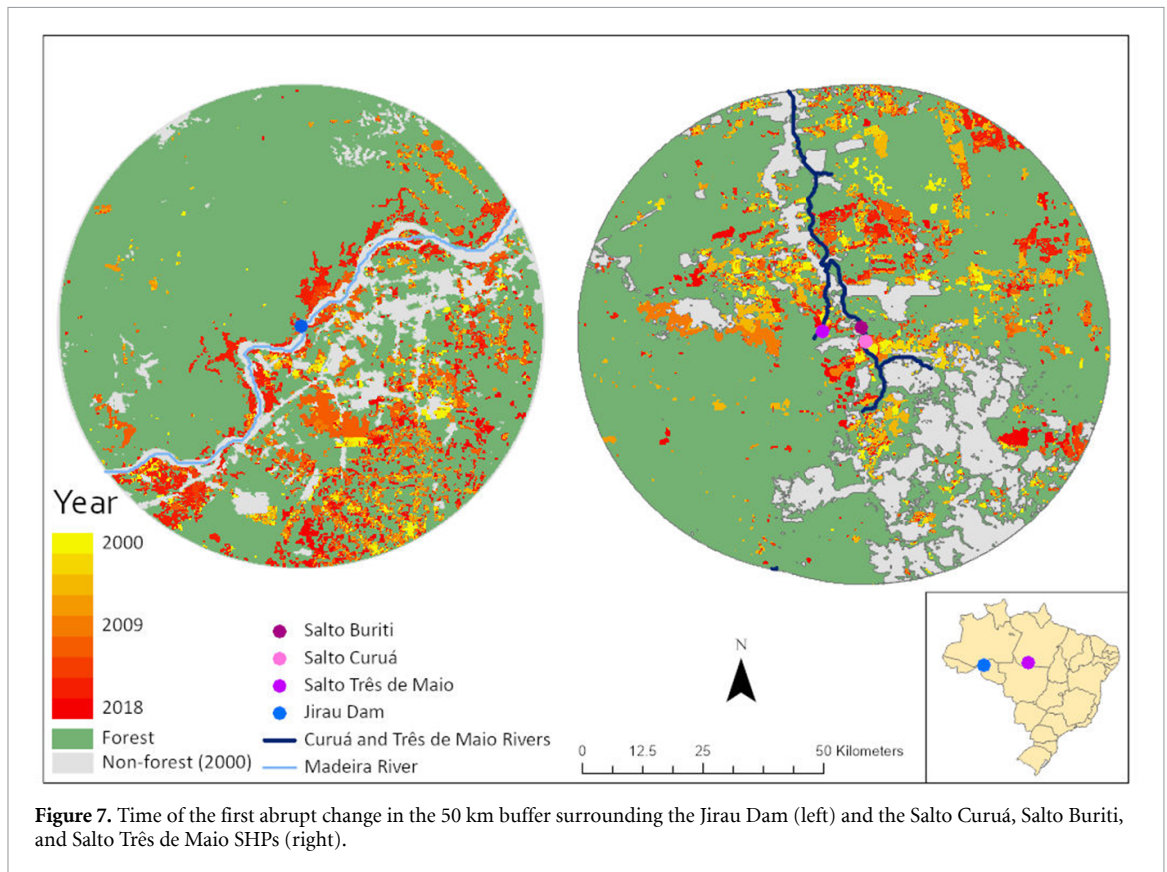 Year
2000
2009
2018
Forest
Non-forest (2000)
Salto Buriti
Salto Curuá
Salto Três de Maio
Jirau Dam
Curuá and Três de Maio Rivers
Madeira River
N
0 12.5 25 50 Kilometers
Figure 7. Time of the first abrupt change in the 50 km buffer surrounding the Jirau Dam (left) and the Salto Curuá, Salto Buriti,
and Salto Três de Maio SHPs (right).